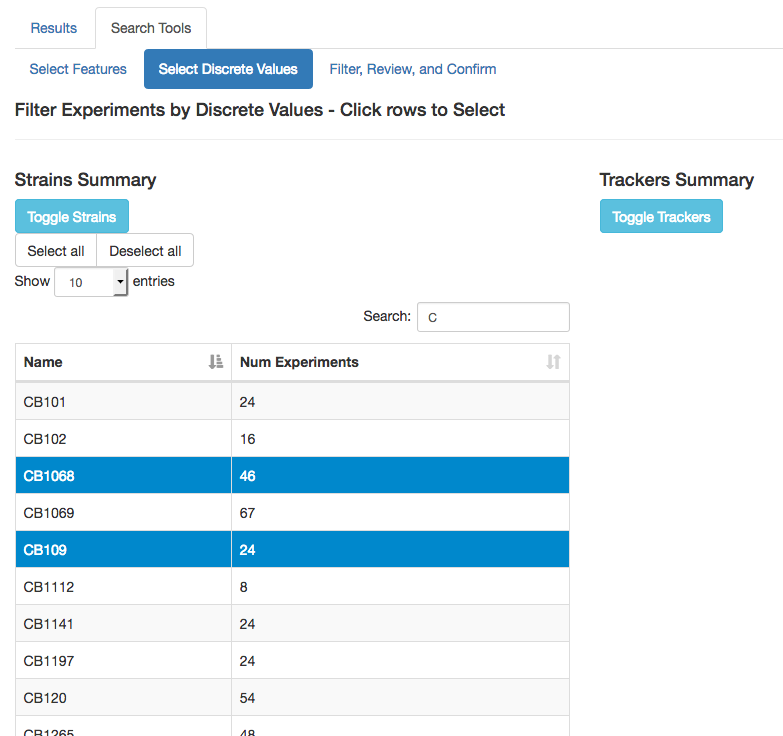 Results Search Tools
Select Features Select Discrete Values Filter, Review, and Confirm
Filter Experiments by Discrete Values - Click rows to Select
Strains Summary Trackers Summary
Toggle Strains Toggle Trackers
Select all Deselect all
Show 10 entries
Search: C
Name Num Experiments
CB101 24
CB102 16
CB1068 46
CB1069 67
CB109 24
CB1112 8
CB1141 24
CB1197 24
CB120 54
CB1265 48